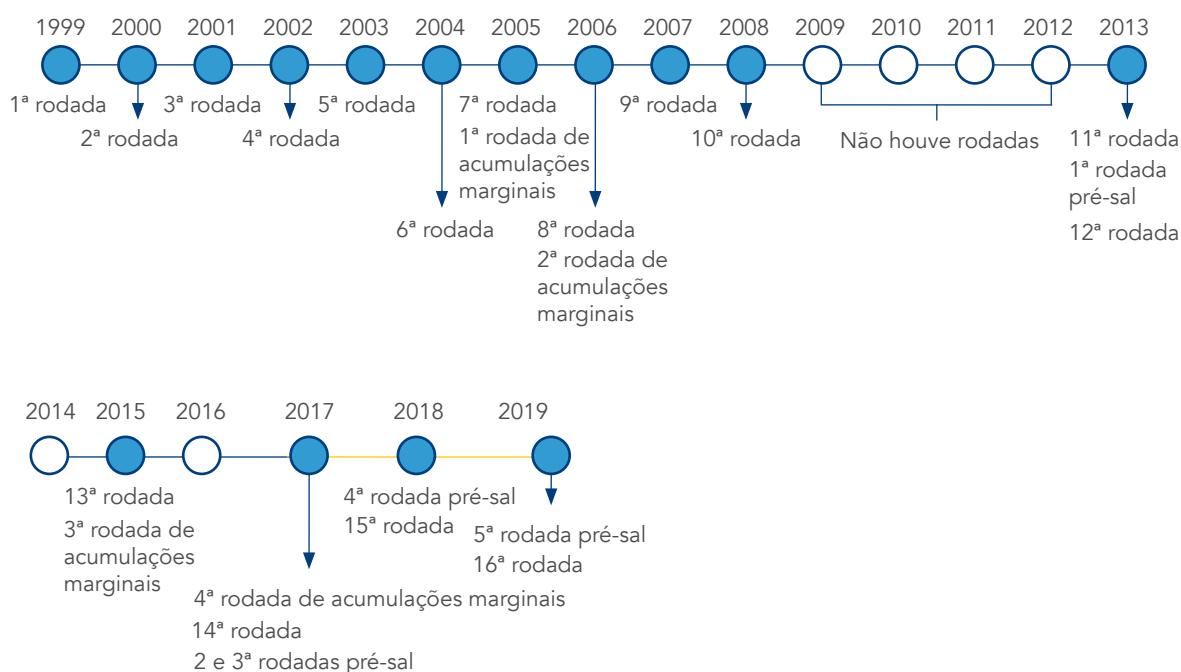 1999 2000 2001 2002 2003 2004 2005 2006 2007 2008 2009 2010 2011 2012 2013
1ª rodada
2ª rodada
3ª rodada
4ª rodada
5ª rodada
6ª rodada
7ª rodada
1ª rodada de
acumulações
marginais
8ª rodada
2ª rodada de
acumulações
marginais
9ª rodada
10ª rodada
Não houve rodadas
11ª rodada
1ª rodada
pré-sal
12ª rodada
2014 2015 2016 2017 2018 2019
13ª rodada
3ª rodada de
acumulações
marginais
4ª rodada de acumulações marginais
14ª rodada
2 e 3ª rodadas pré-sal
4ª rodada pré-sal
15ª rodada
5ª rodada pré-sal
16ª rodada